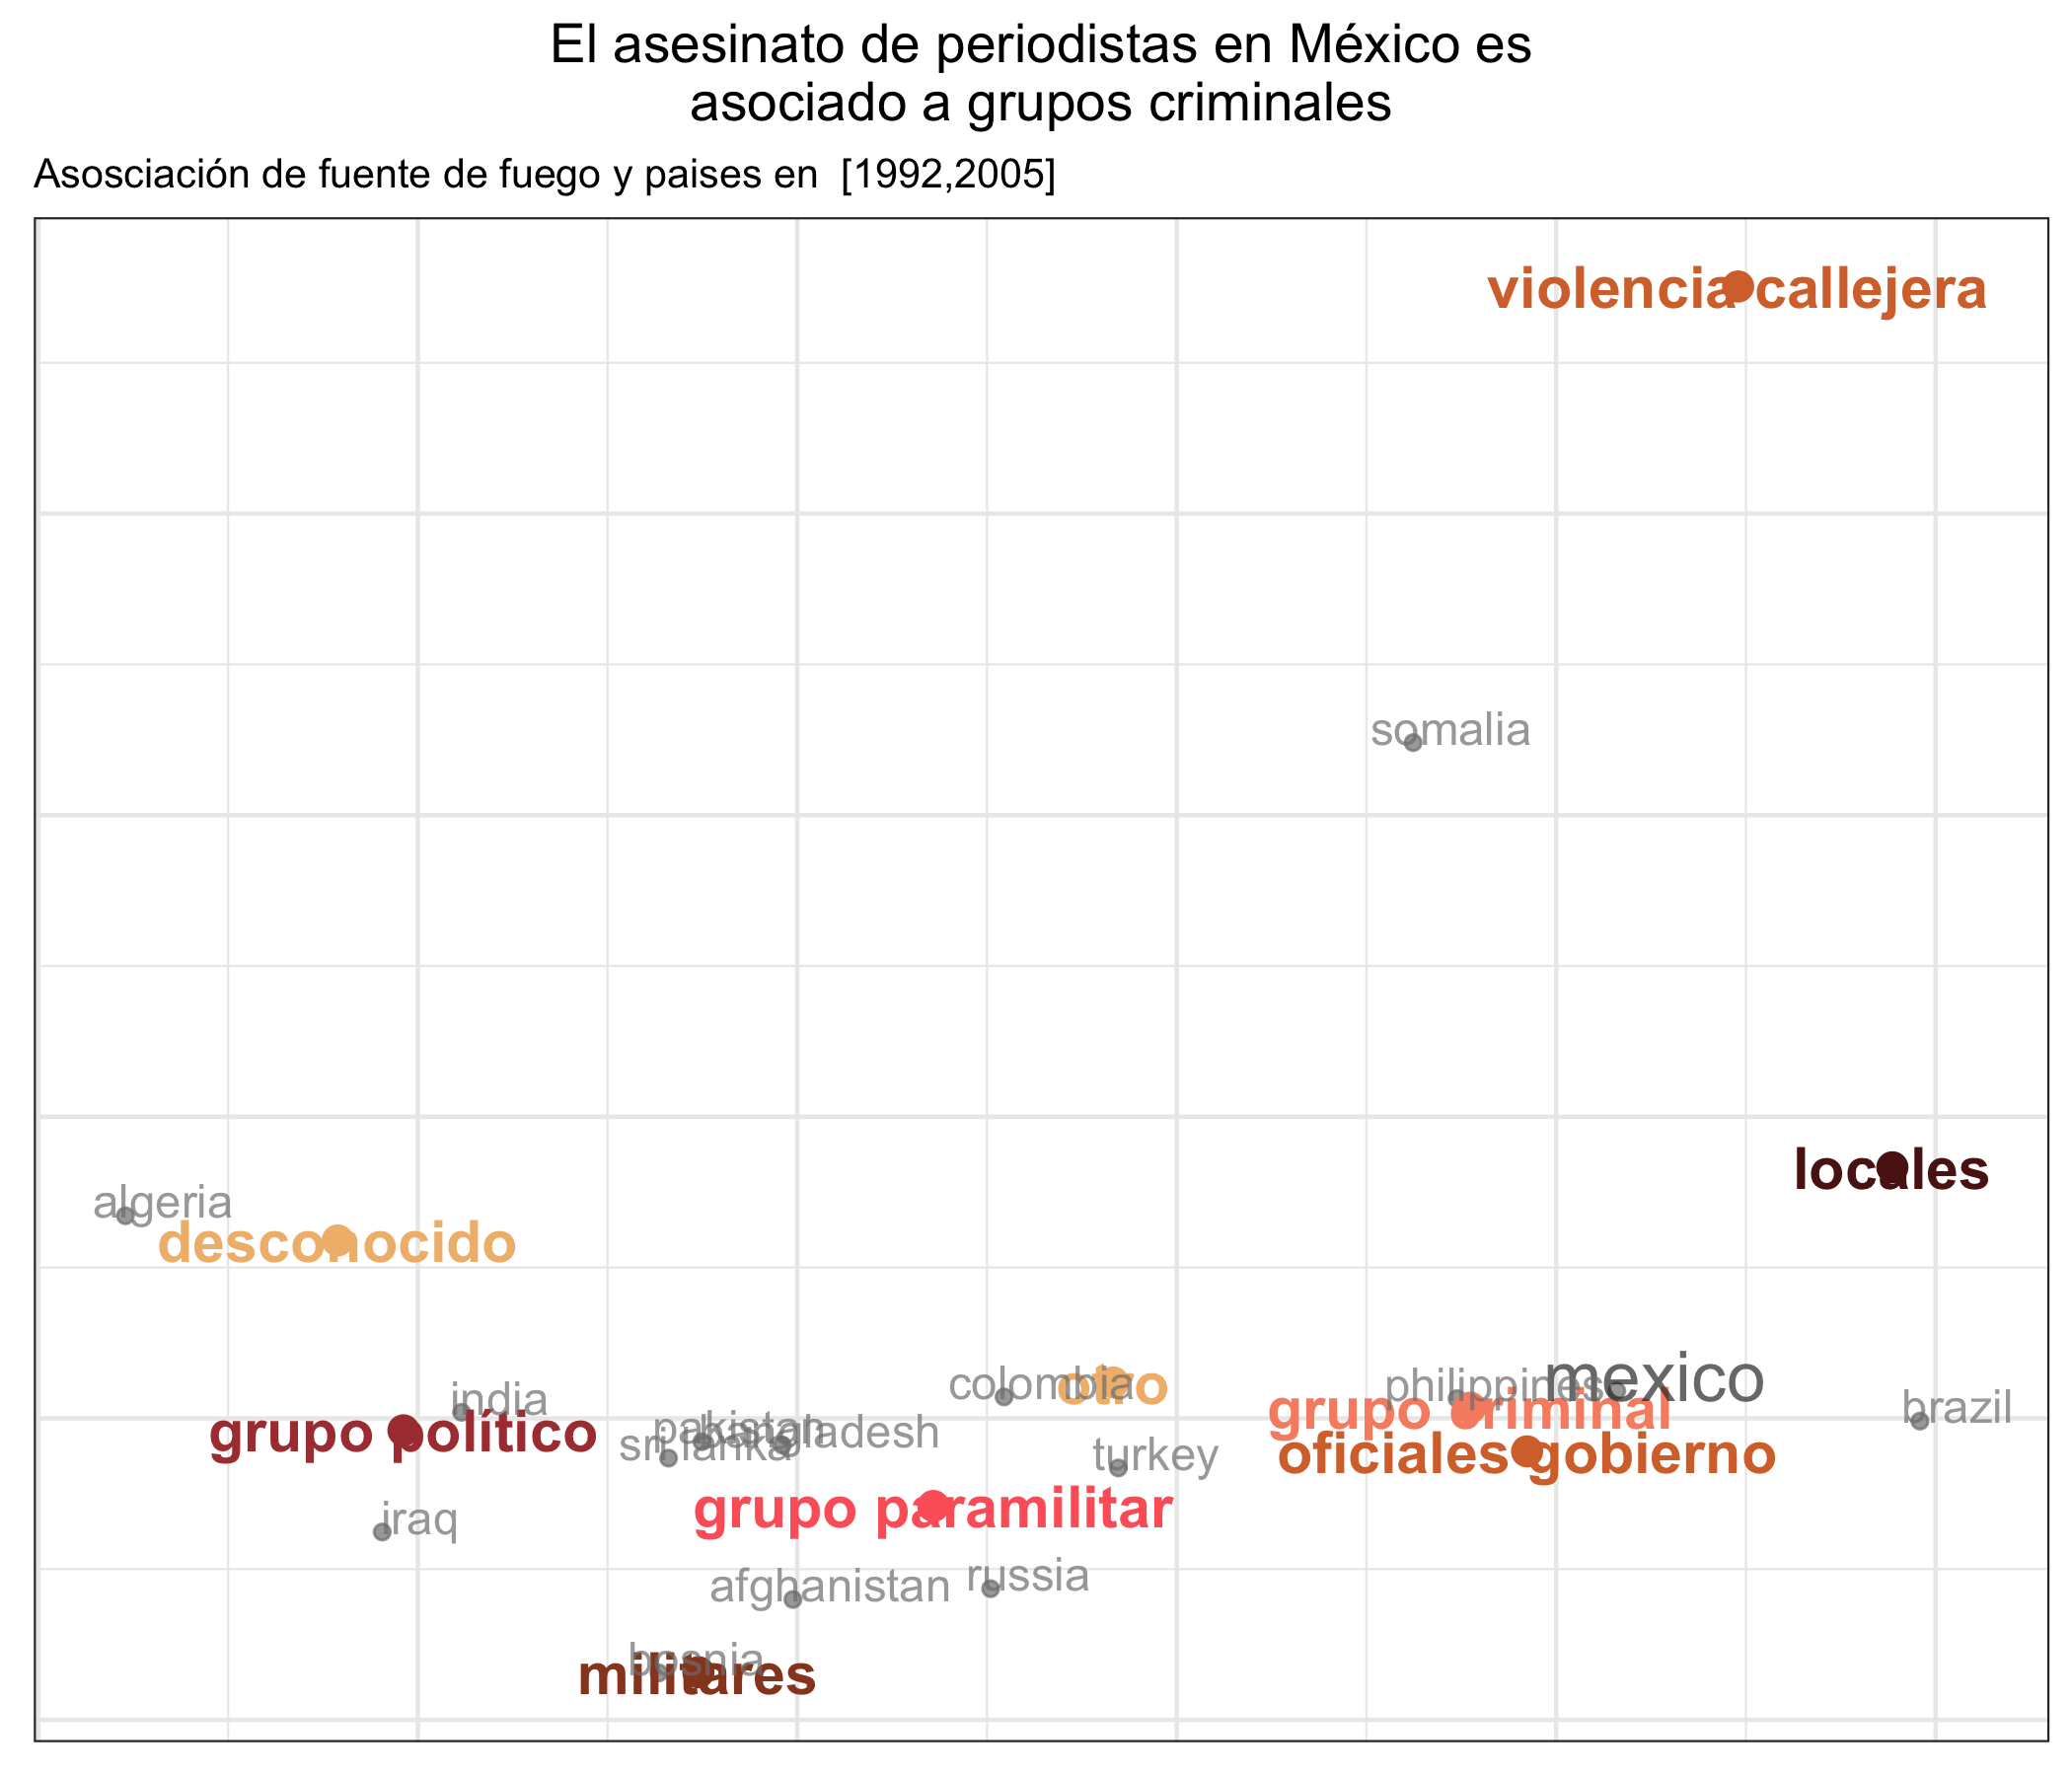 El asesinato de periodistas en México es
asociado a grupos criminales
Asosciación de fuente de fuego y paises en [1992,2005]
violencia callejera
somalia
locales
algeria
desconocido
mexico
colombia
otro
philippines
india
grupo criminal
brazil
grupo político
pakistan
bangladesh
sri lanka
turkey
oficiales gobierno
grupo paramilitar
iraq
russia
afghanistan
bosnia
militares